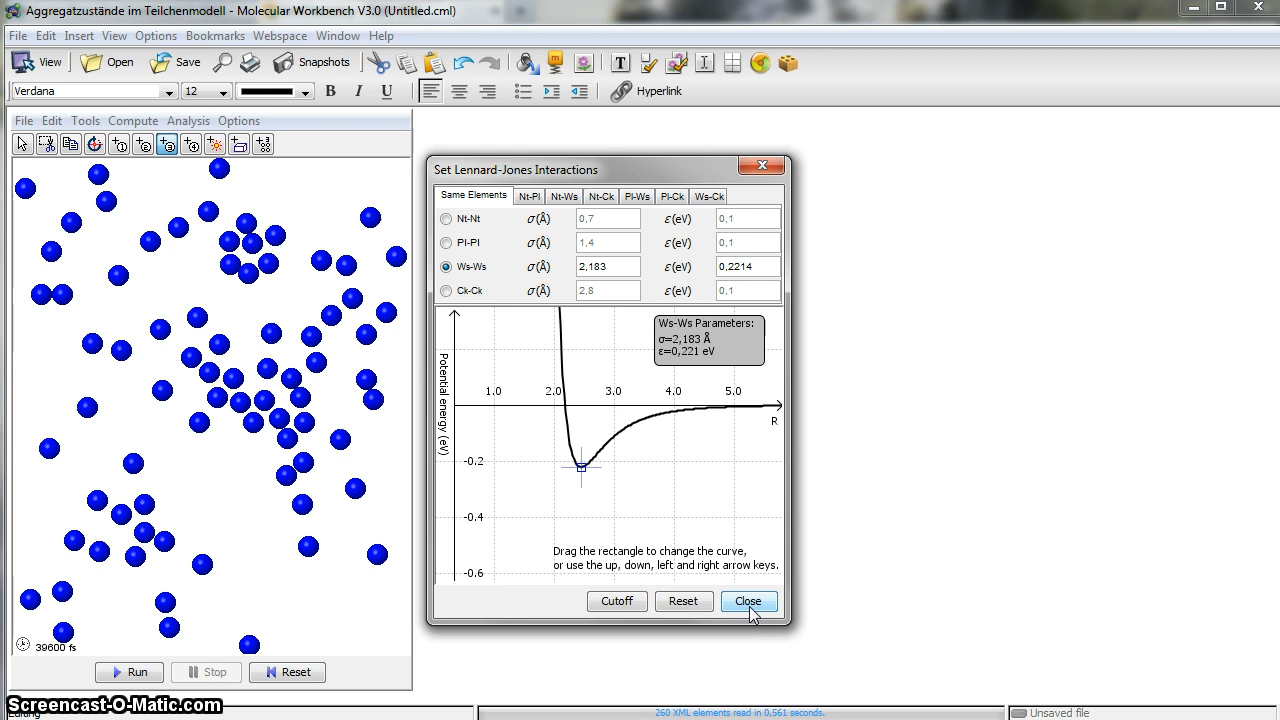 Aggregatzustände im Teilchenmodell - Molecular Workbench V3.0 (Untitled.cml)
File Edit Insert View Options Bookmarks Webspace Window Help
View Open Save Snapshots
Verdana 12 B I U Hyperlink
File Edit Tools Compute Analysis Options
Set Lennard-Jones Interactions
Same Elements Nt-Pl Nt-Ws Nt-Ck Pl-Ws Pl-Ck Ws-Ck
Nt-Nt σ(Å) 0,7 ε(eV) 0,1
Pl-Pl σ(Å) 1,4 ε(eV) 0,1
Ws-Ws σ(Å) 2,183 ε(eV) 0,2214
Ck-Ck σ(Å) 2,8 ε(eV) 0,1
Ws-Ws Parameters:
σ=2,183 Å
ε=0,221 eV
Potential energy (eV)
1.0 2.0 3.0 4.0 5.0
R
-0.2
-0.4
-0.6
Drag the rectangle to change the curve,
or use the up, down, left and right arrow keys.
Cutoff Reset Close
39600 fs
Run Stop Reset
Screencast-O-Matic.com
Editing
260 XML elements read in 0,561 seconds.
Unsaved file